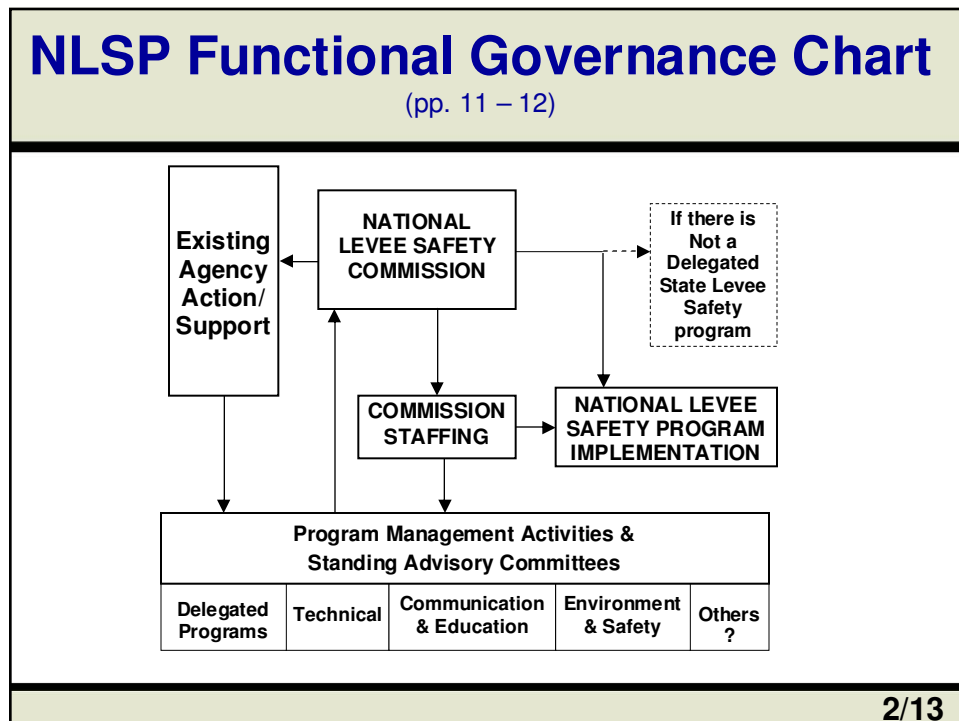 NLSP Functional Governance Chart
(pp. 11 – 12)
Existing
Agency
Action/
Support
NATIONAL
LEVEE SAFETY
COMMISSION
If there is
Not a
Delegated
State Levee
Safety
program
COMMISSION
STAFFING
NATIONAL LEVEE
SAFETY PROGRAM
IMPLEMENTATION
Program Management Activities &
Standing Advisory Committees
Delegated
Programs
Technical
Communication
& Education
Environment
& Safety
Others
?
2/13